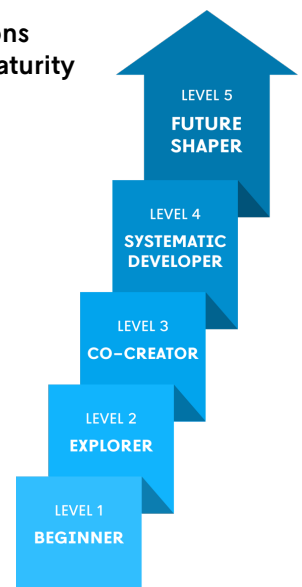 ons
aturity
LEVEL 5
FUTURE
SHAPER
LEVEL 4
SYSTEMATIC
DEVELOPER
LEVEL 3
CO-CREATOR
LEVEL 2
EXPLORER
LEVEL 1
BEGINNER